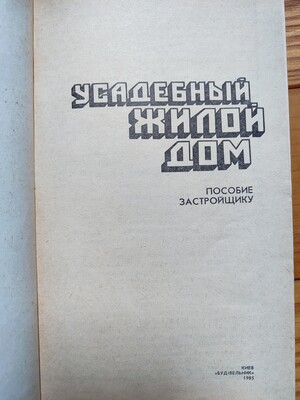 УСАДЕБНЫЙ
ЖИЛОЙ
ДОМ
ПОСОБИЕ
ЗАСТРОЙЩИКУ
КИЕВ
«БУДІВЕЛЬНИК»